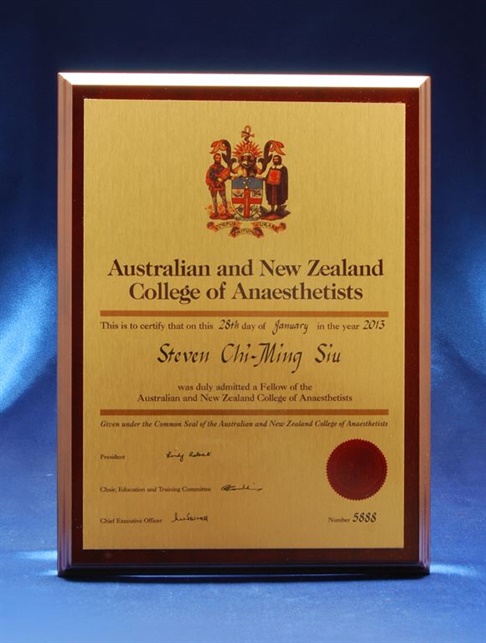 Australian and New Zealand
College of Anaesthetists
This is to certify that on this 28th day of January in the year 2013
Steven Chi-Ming Siu
was duly admitted a Fellow of the
Australian and New Zealand College of Anaesthetists
Given under the Common Seal of the Australian and New Zealand College of Anaesthetists
President
Chair, Education and Training Committee
Chief Executive Officer
Number 5888